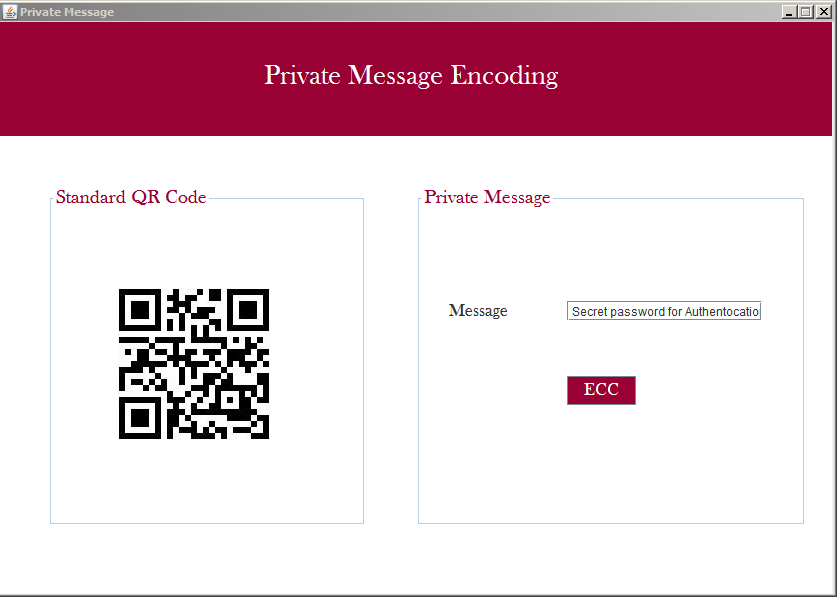 Private Message
Private Message Encoding
Standard QR Code
Private Message
Message
Secret password for Authentocatio
ECC